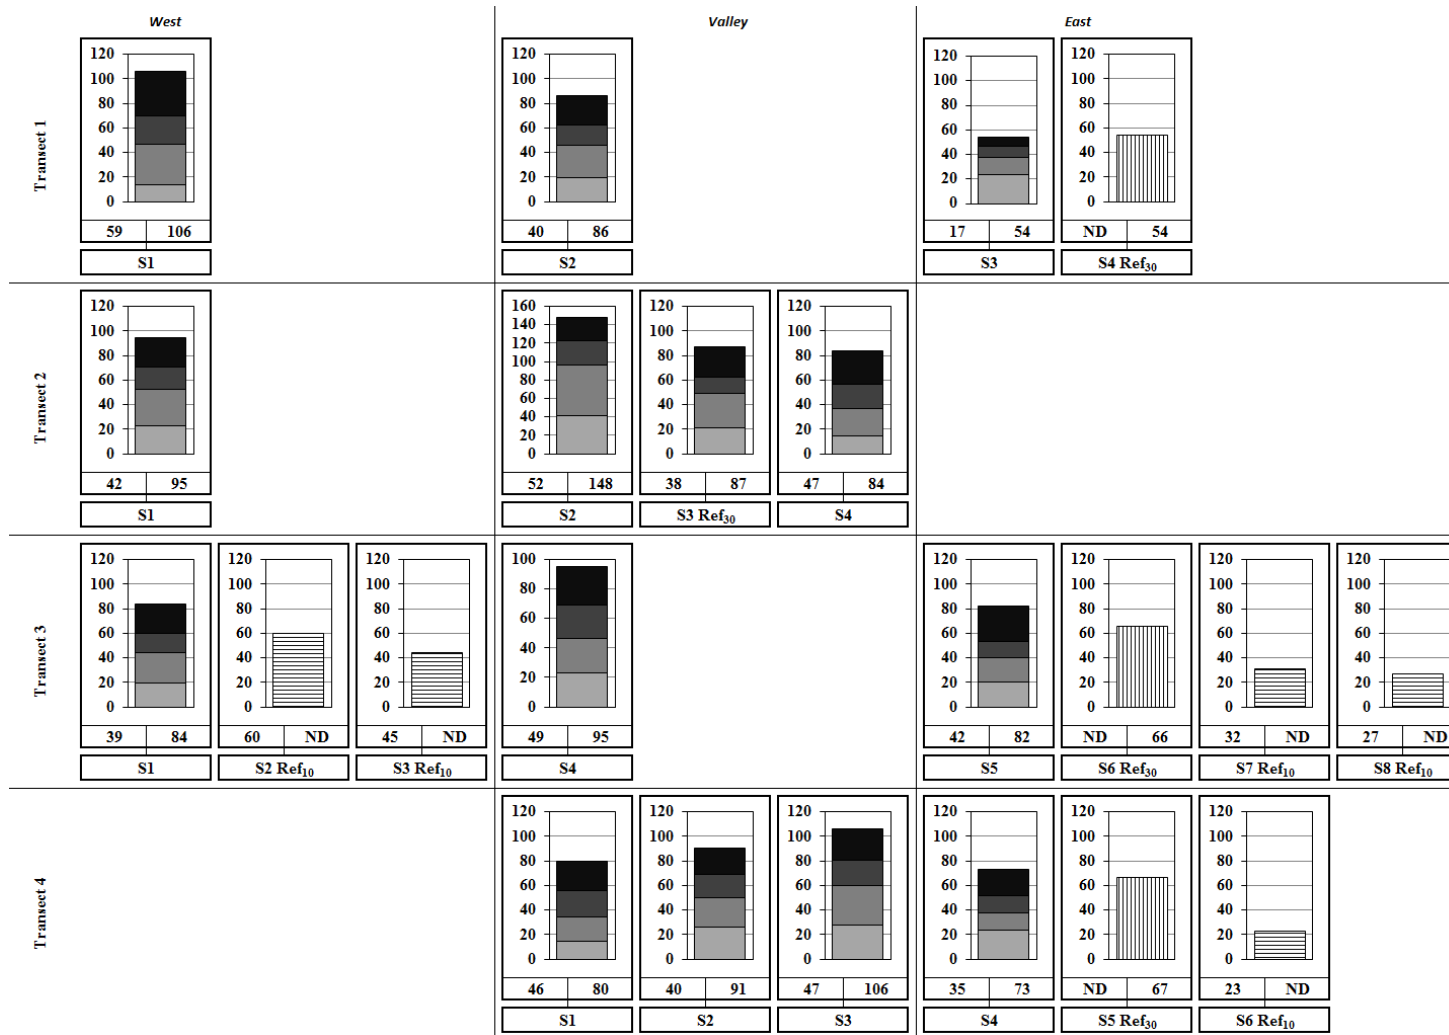 West Valley East
Transect 1
120 120 120 120
100 100 100 100
80 80 80 80
60 60 60 60
40 40 40 40
20 20 20 20
0 0 0 0
59 106 40 86 17 54 ND 54
S1 S2 S3 S4 Ref30
Transect 2
120 160 120 120
100 140 100 100
80 120 80 80
60 100 60 60
40 80 40 40
20 60 20 20
0 40 0 0
20
0
42 95 52 148 38 87 47 84
S1 S2 S3 Ref30 S4
Transect 3
120 120 120 100 120 120 120 120
100 100 100 80 100 100 100 100
80 80 80 60 80 80 80 80
60 60 60 40 60 60 60 60
40 40 40 20 40 40 40 40
20 20 20 0 20 20 20 20
0 0 0 0 0 0 0
39 84 60 ND 45 ND 49 95 42 82 ND 66 32 ND 27 ND
S1 S2 Ref10 S3 Ref10 S4 S5 S6 Ref30 S7 Ref10 S8 Ref10
Transect 4
120 120 120 120 120 120
100 100 100 100 100 100
80 80 80 80 80 80
60 60 60 60 60 60
40 40 40 40 40 40
20 20 20 20 20 20
0 0 0 0 0 0
46 80 40 91 47 106 35 73 ND 67 23 ND
S1 S2 S3 S4 S5 Ref30 S6 Ref10